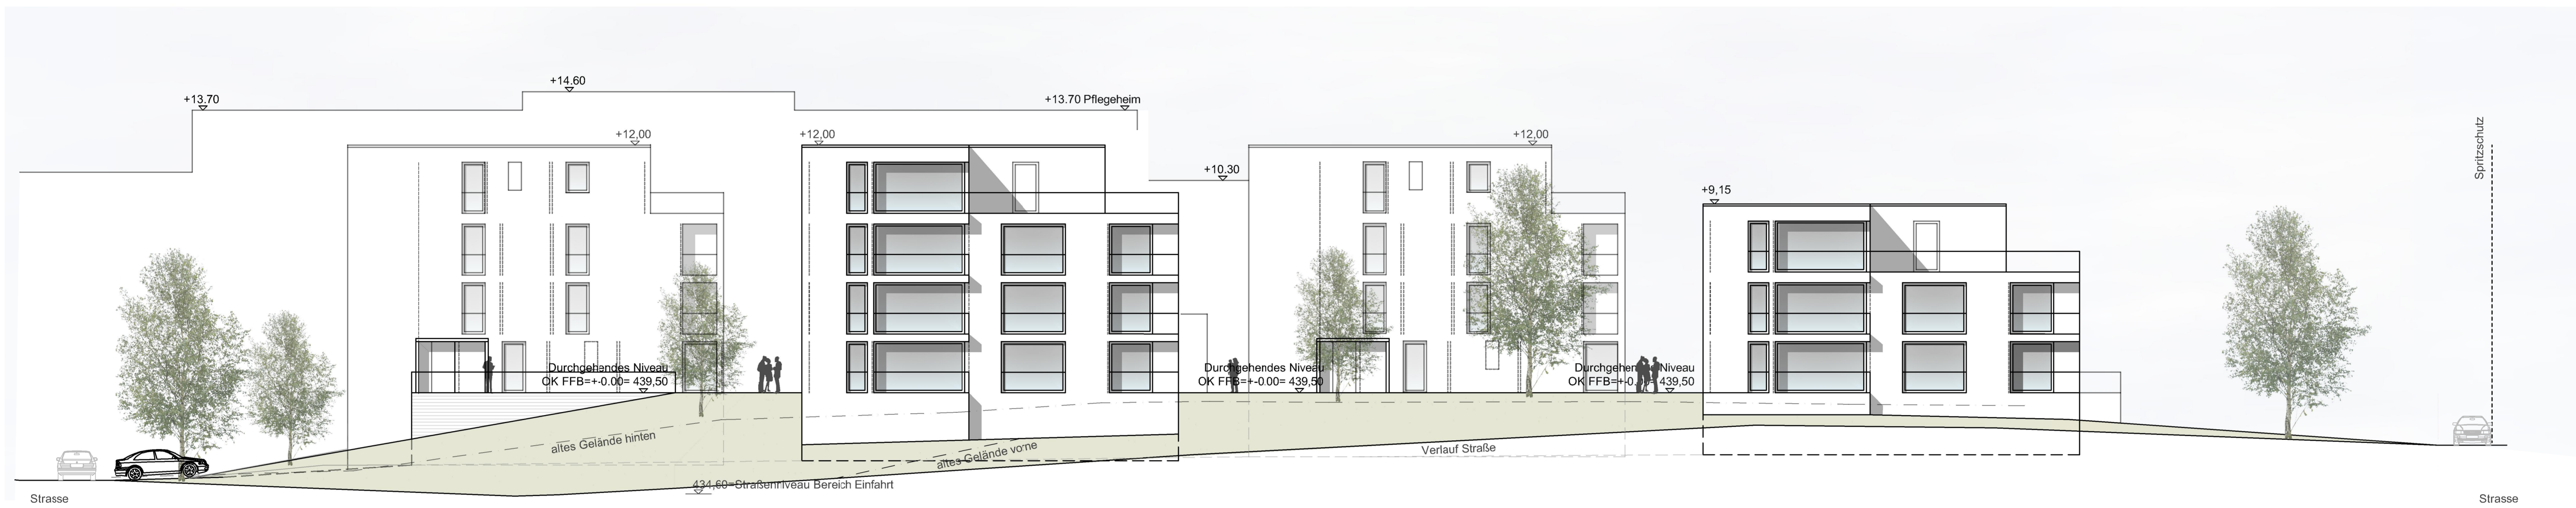 +14.60
+13.70
+13.70 Pflegeheim
+12,00
+12,00
+12,00
Spritzschutz
+10.30
+9,15
Durchgehendes Niveau
OK FFB=+-0.00= 439,50
Durchgehendes Niveau
OK FFB=+-0.00= 439,50
Durchgehendes Niveau
OK FFB=+-0.00= 439,50
altes Gelände hinten
altes Gelände vorne
Verlauf Straße
434,60=Straßenniveau Bereich Einfahrt
Strasse
Strasse